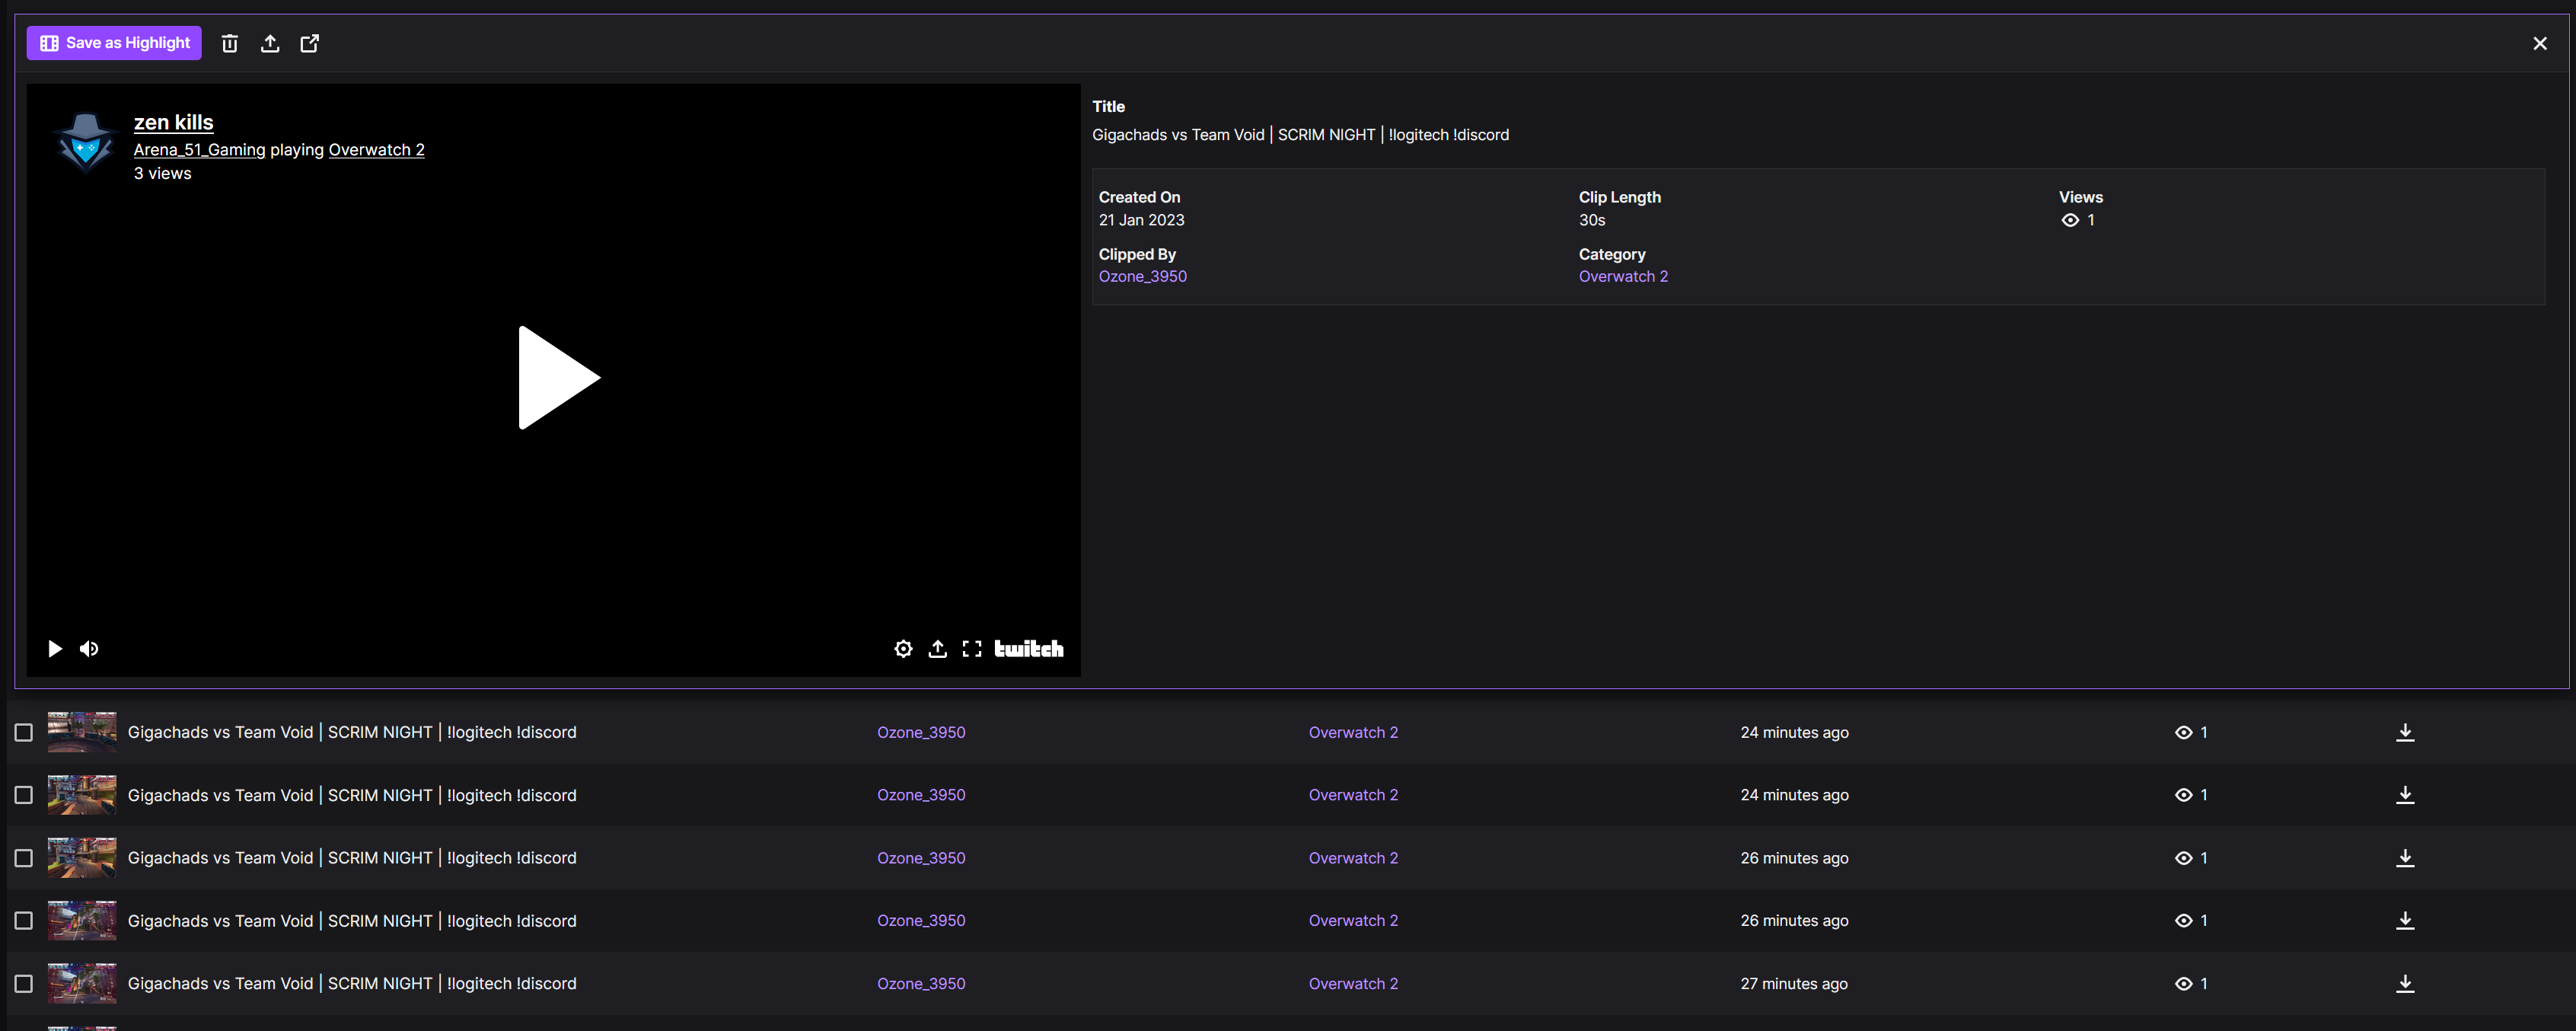 Save as Highlight
zen kills
Arena_51_Gaming playing Overwatch 2
3 views
twitch
Title
Gigachads vs Team Void | SCRIM NIGHT | !logitech !discord
Created On
Clip Length
Views
21 Jan 2023
30s
1
Clipped By
Category
Ozone_3950
Overwatch 2
Gigachads vs Team Void | SCRIM NIGHT | !logitech !discord Ozone_3950 Overwatch 2 24 minutes ago 1
Gigachads vs Team Void | SCRIM NIGHT | !logitech !discord Ozone_3950 Overwatch 2 24 minutes ago 1
Gigachads vs Team Void | SCRIM NIGHT | !logitech !discord Ozone_3950 Overwatch 2 26 minutes ago 1
Gigachads vs Team Void | SCRIM NIGHT | !logitech !discord Ozone_3950 Overwatch 2 26 minutes ago 1
Gigachads vs Team Void | SCRIM NIGHT | !logitech !discord Ozone_3950 Overwatch 2 27 minutes ago 1